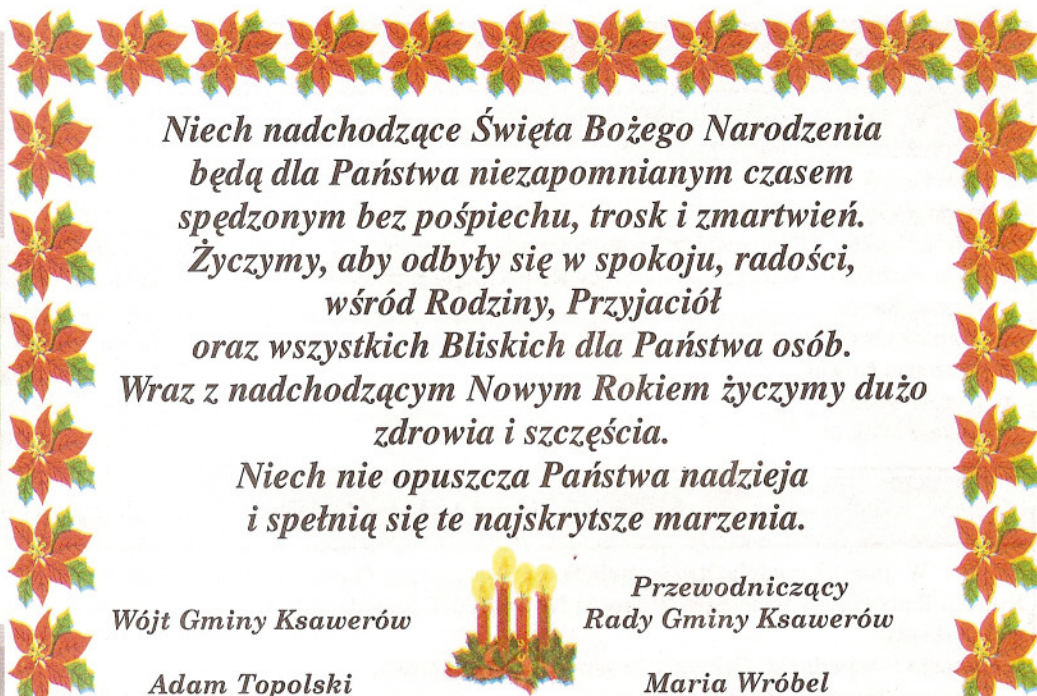 Niech nadchodzące Święta Bożego Narodzenia
będą dla Państwa niezapomnianym czasem
spędzonym bez pośpiechu, trosk i zmartwień.
Życzymy, aby odbyły się w spokoju, radości,
wśród Rodziny, Przyjaciół
oraz wszystkich Bliskich dla Państwa osób.
Wraz z nadchodzącym Nowym Rokiem życzymy dużo
zdrowia i szczęścia.
Niech nie opuszcza Państwa nadzieja
i spełnią się te najskrytsze marzenia.
Wójt Gminy Ksawerów
Adam Topolski
Przewodniczący
Rady Gminy Ksawerów
Maria Wróbel